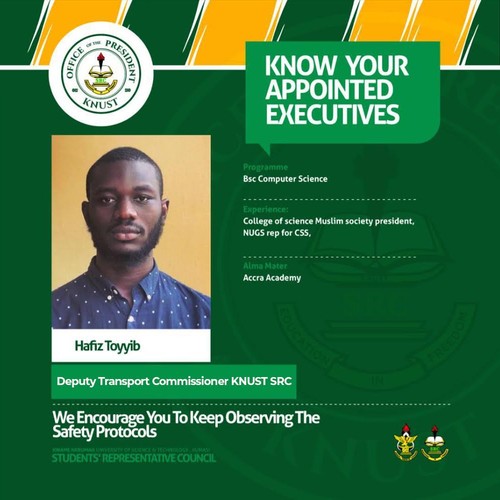 OFFICE OF THE PRESIDENT
KNUST
KNOW YOUR
APPOINTED
EXECUTIVES
Programme
Bsc Computer Science
Experience:
College of science Muslim society president,
NUGS rep for CSS,
Alma Mater
Accra Academy
Hafiz Toyyib
Deputy Transport Commissioner KNUST SRC
We Encourage You To Keep Observing The
Safety Protocols
STUDENTS' REPRESENTATIVE COUNCIL
SRC